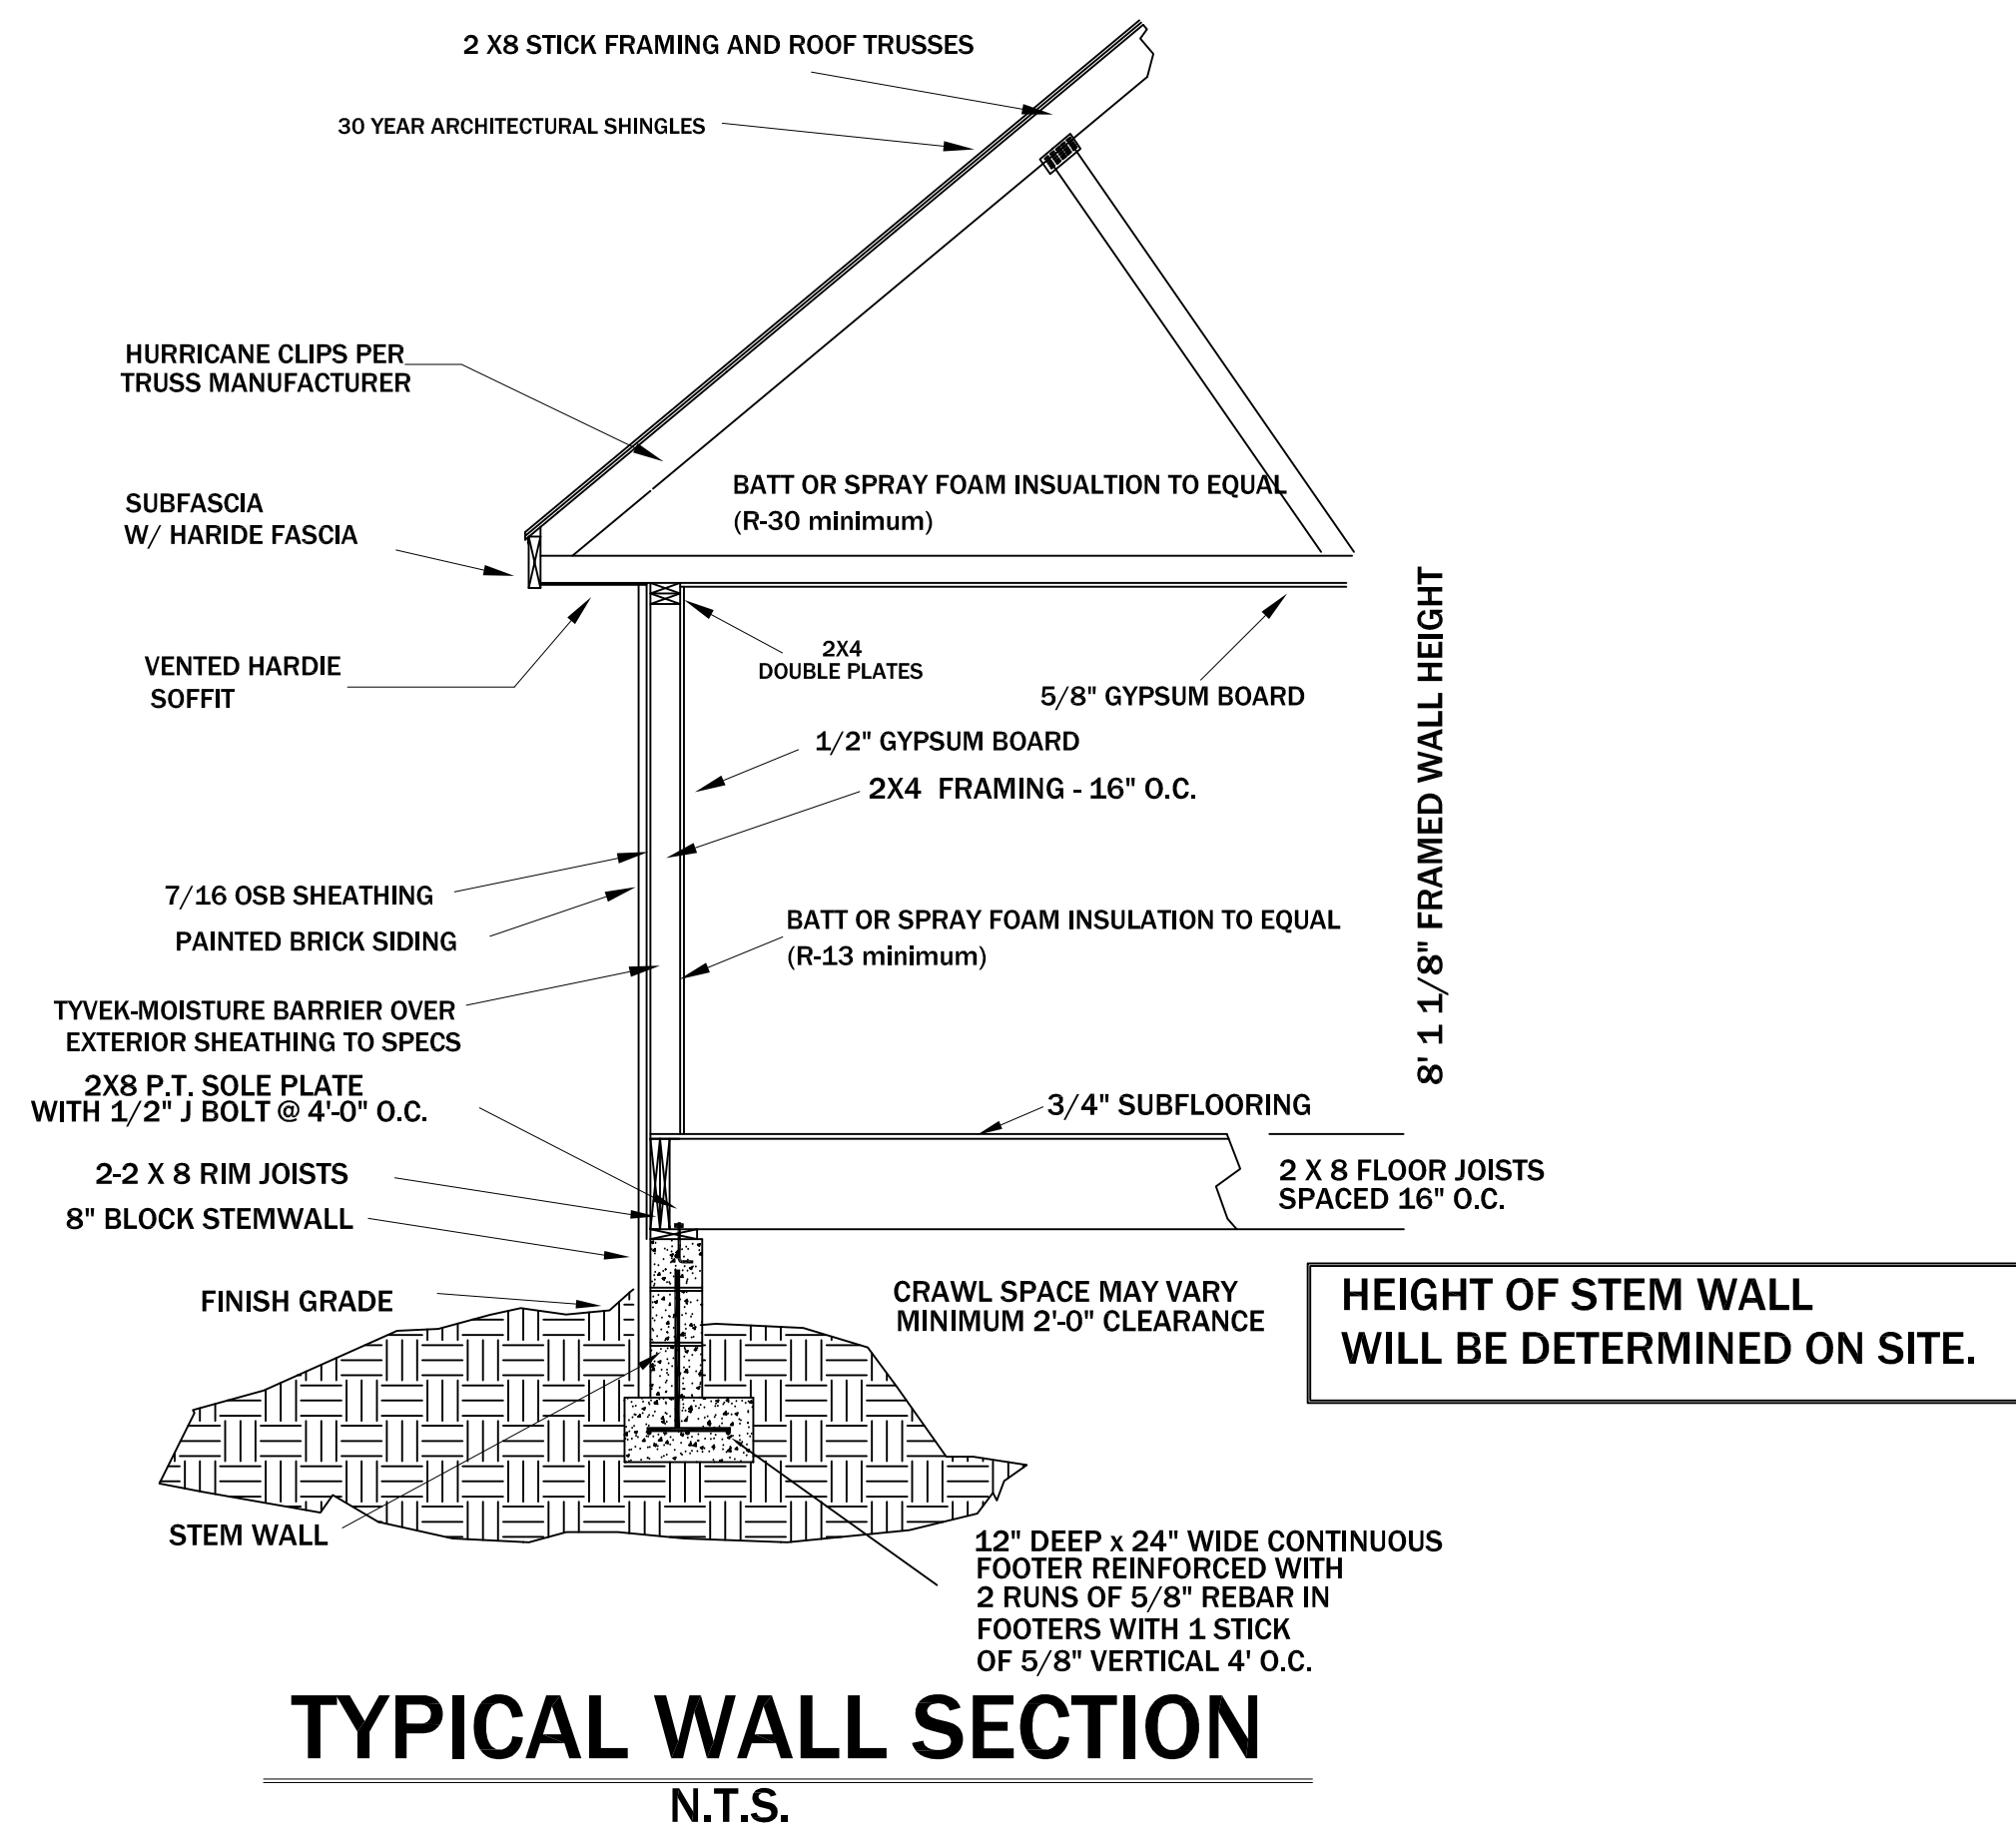 2 X8 STICK FRAMING AND ROOF TRUSSES
30 YEAR ARCHITECTURAL SHINGLES
HURRICANE CLIPS PER
TRUSS MANUFACTURER
BATT OR SPRAY FOAM INSUALTION TO EQUAL
(R-30 minimum)
SUBFASCIA
W/ HARIDE FASCIA
VENTED HARDIE
SOFFIT
2X4
DOUBLE PLATES
5/8" GYPSUM BOARD
8' 1 1/8" FRAMED WALL HEIGHT
1/2" GYPSUM BOARD
2X4 FRAMING - 16" O.C.
7/16 OSB SHEATHING
PAINTED BRICK SIDING
BATT OR SPRAY FOAM INSULATION TO EQUAL
(R-13 minimum)
TYVEK-MOISTURE BARRIER OVER
EXTERIOR SHEATHING TO SPECS
2X8 P.T. SOLE PLATE
WITH 1/2" J BOLT @ 4'-0" O.C.
3/4" SUBFLOORING
2-2 X 8 RIM JOISTS
2 X 8 FLOOR JOISTS
SPACED 16" O.C.
8" BLOCK STEMWALL
FINISH GRADE
CRAWL SPACE MAY VARY
MINIMUM 2'-0" CLEARANCE
HEIGHT OF STEM WALL
WILL BE DETERMINED ON SITE.
STEM WALL
12" DEEP x 24" WIDE CONTINUOUS
FOOTER REINFORCED WITH
2 RUNS OF 5/8" REBAR IN
FOOTERS WITH 1 STICK
OF 5/8" VERTICAL 4' O.C.
TYPICAL WALL SECTION
N.T.S.